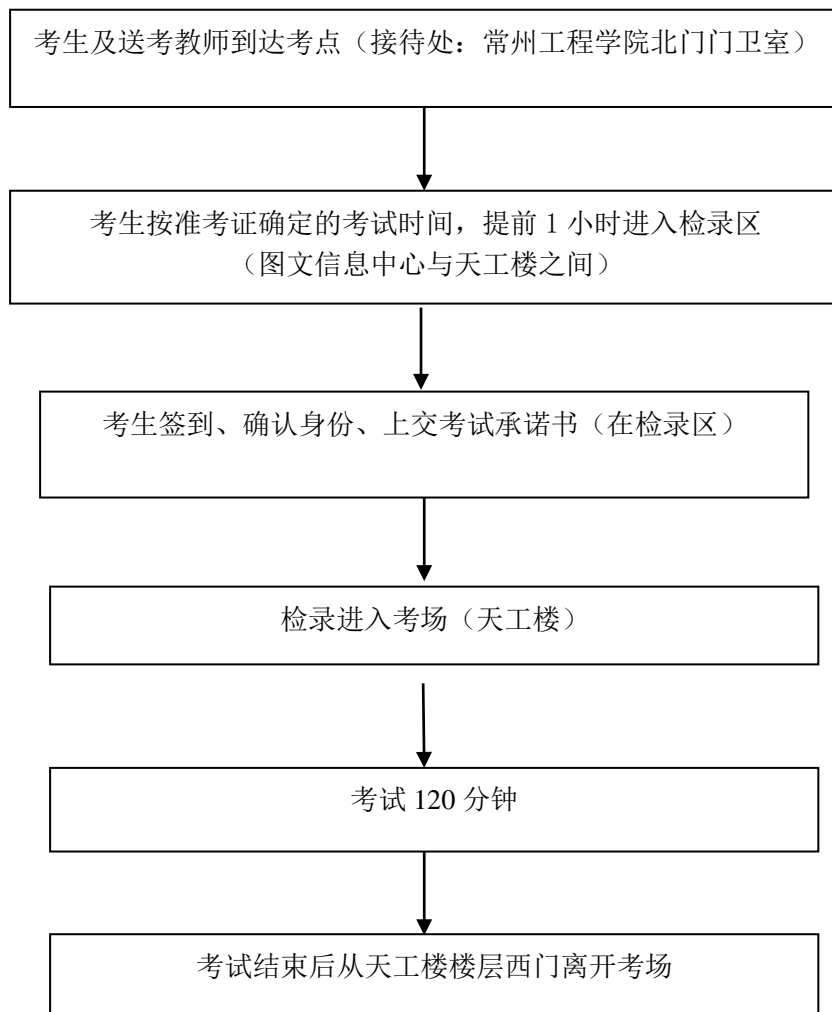 考生及送考教师到达考点（接待处：常州工程学院北门门卫室）
考生按准考证确定的考试时间，提前 1 小时进入检录区
（图文信息中心与天工楼之间）
考生签到、确认身份、上交考试承诺书（在检录区）
检录进入考场（天工楼）
考试 120 分钟
考试结束后从天工楼楼层西门离开考场